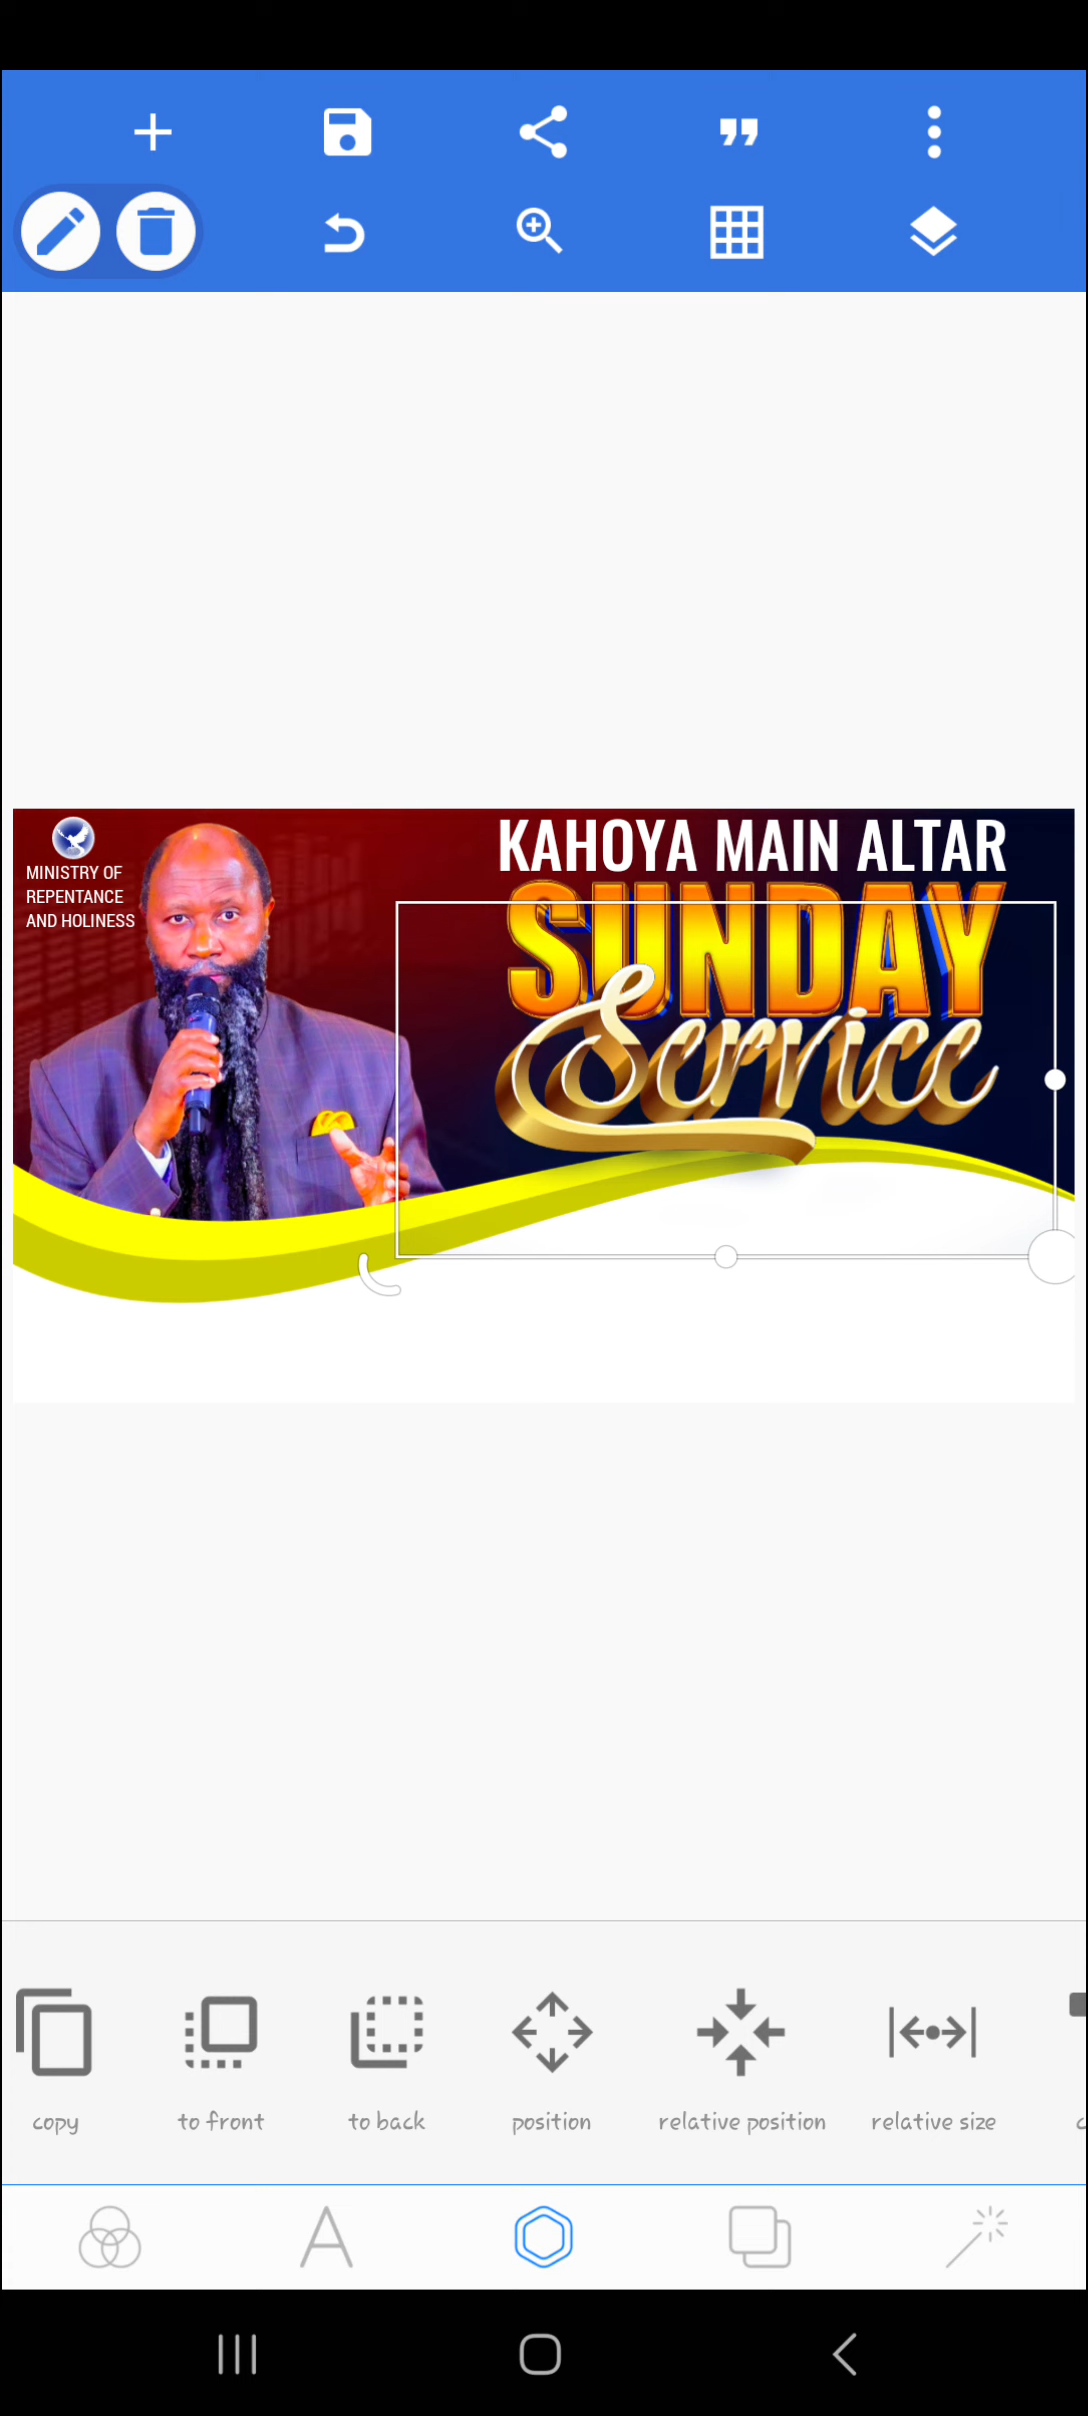 MINISTRY OF
REPENTANCE
AND HOLINESS
KAHOYA MAIN ALTAR
SUNDAY
Service
copy
to front
to back
position
relative position
relative size